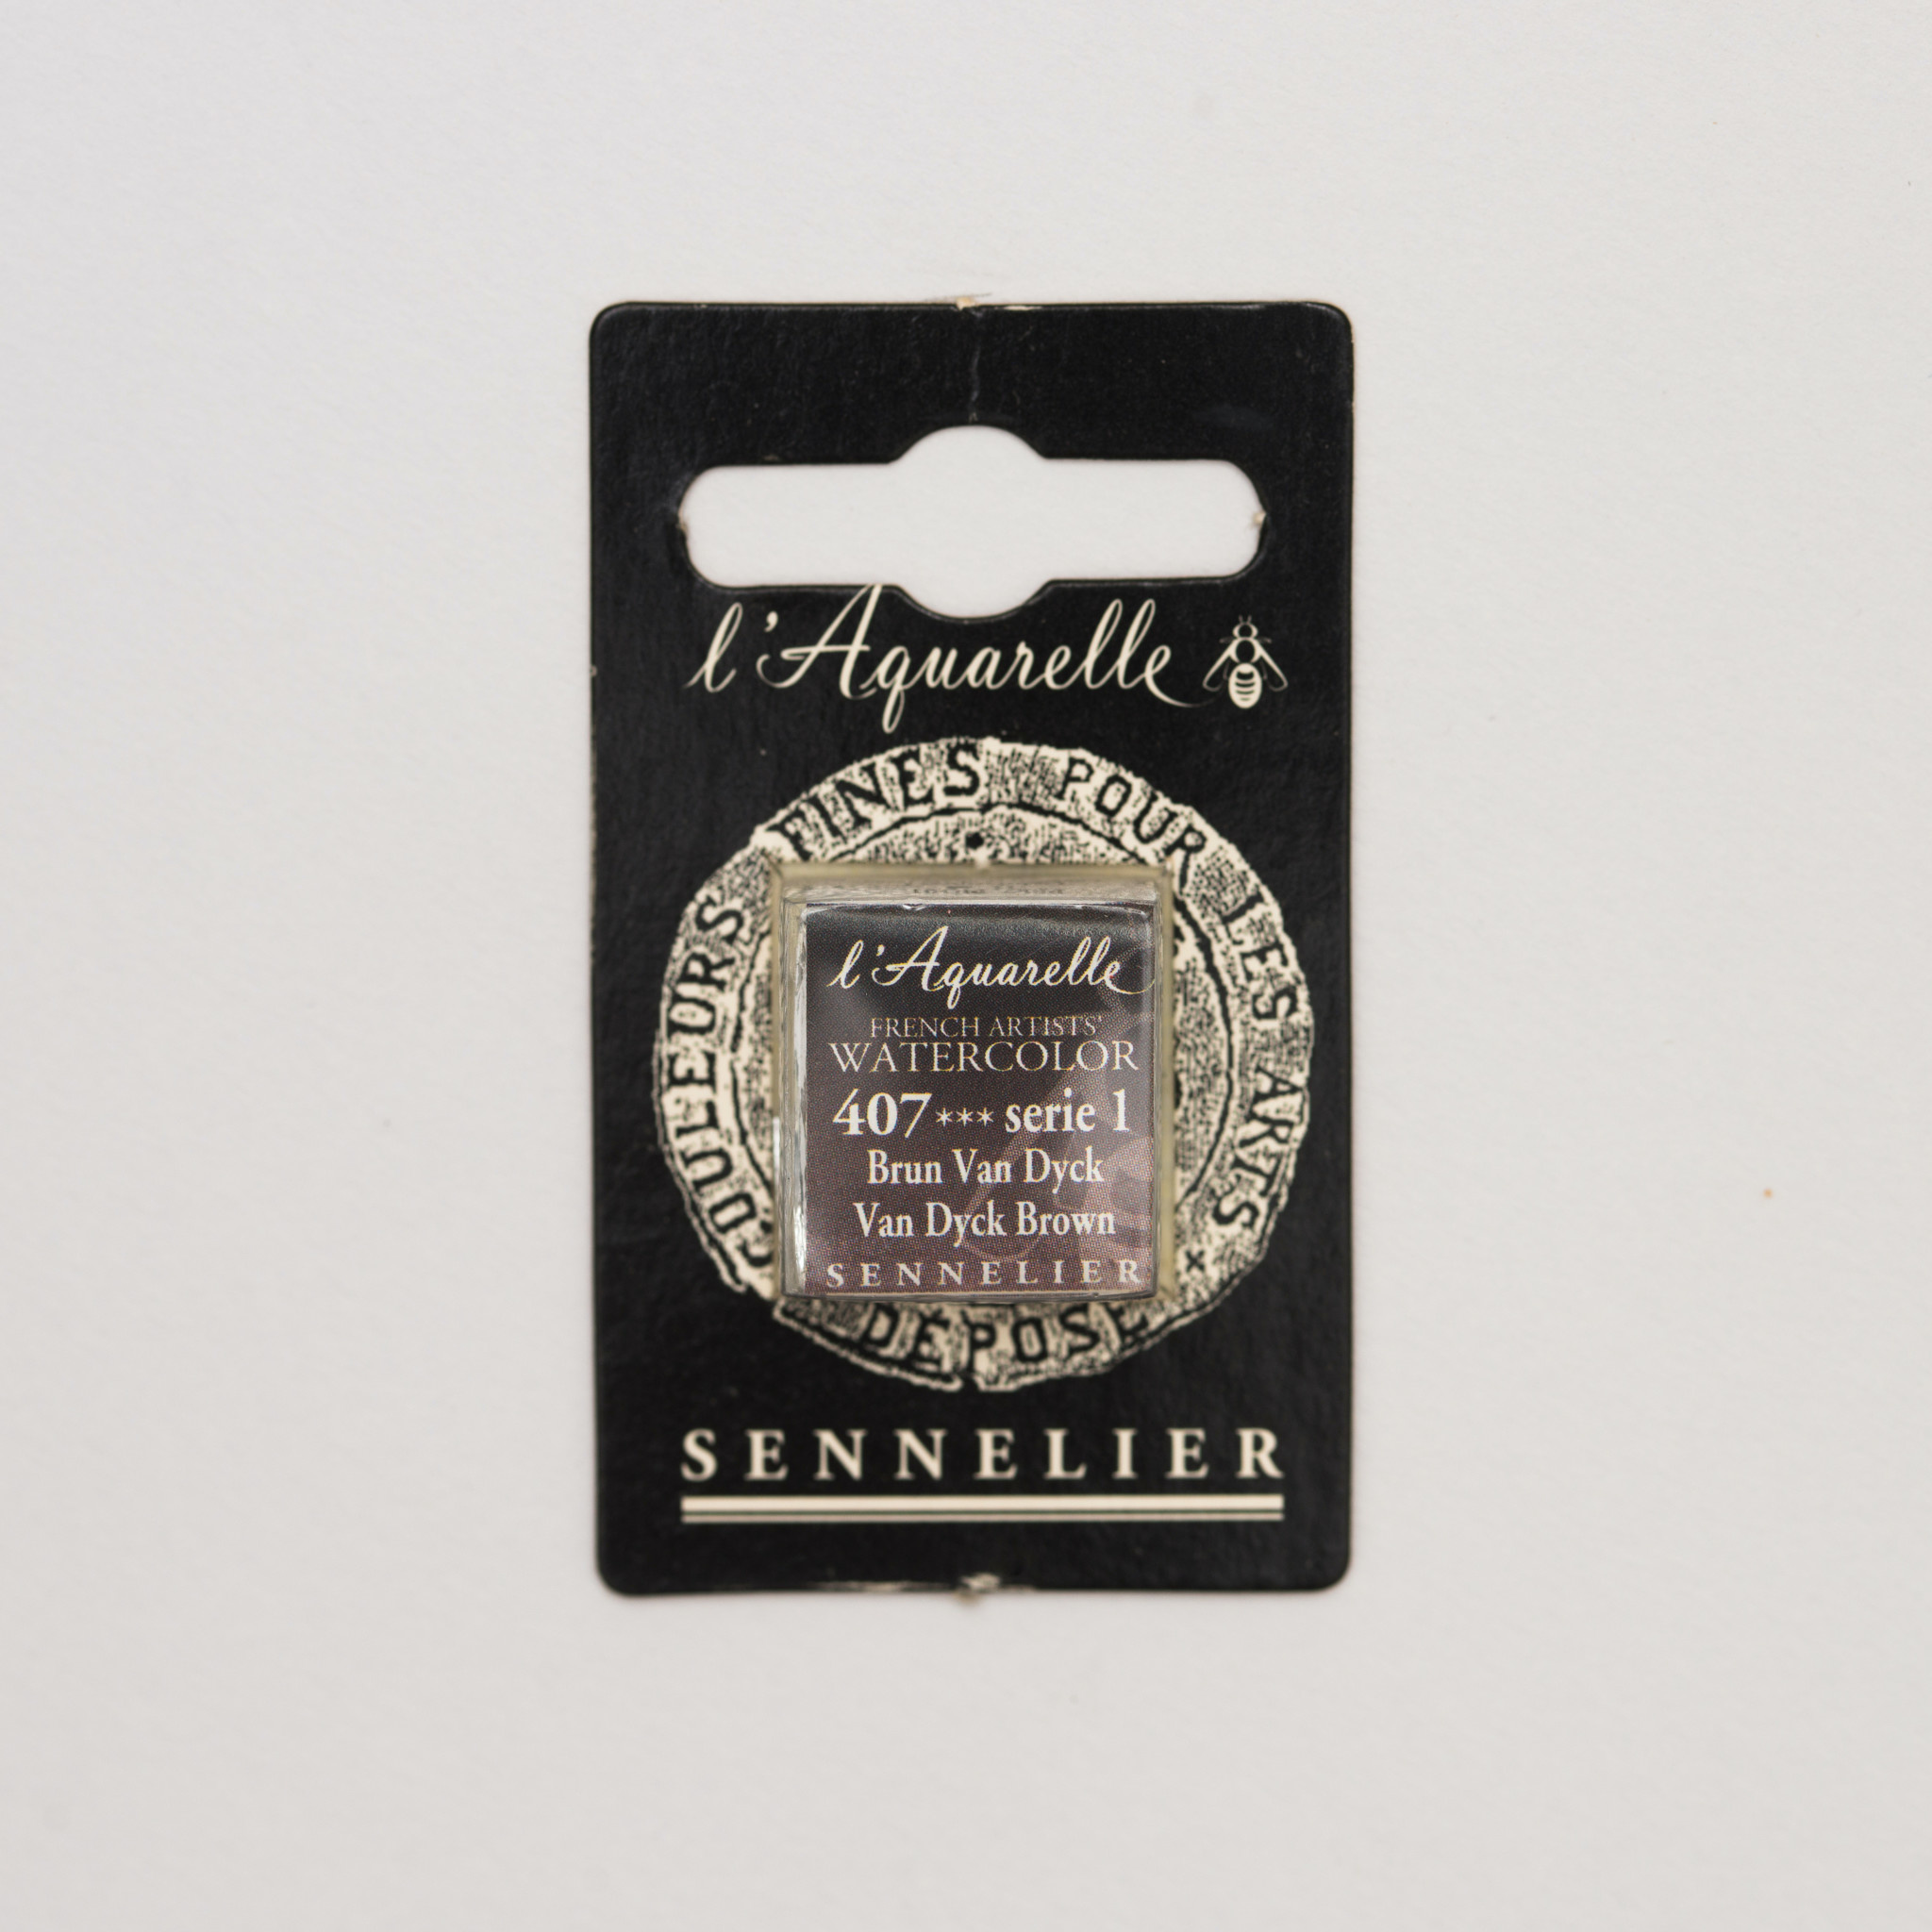 l'Aquarelle
COULEURS FINES POUR LES ARTS
l'Aquarelle
FRENCH ARTISTS'
WATERCOLOR
407*** serie 1
Brun Van Dyck
Van Dyck Brown
SENNELIER
DÉPOSÉ
SENNELIER